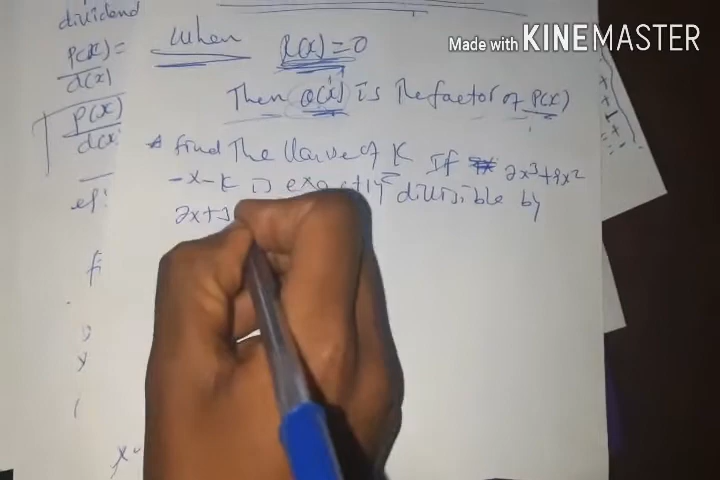 Made with KINEMASTER
dividend
P(x) =
d(x)
P(x)
d(x)
When R(x) = 0
Then Q(x) is The factor of P(x)
* find The Value of K If 2x³+9x²
-x-k is exactly divisible by
2x+3